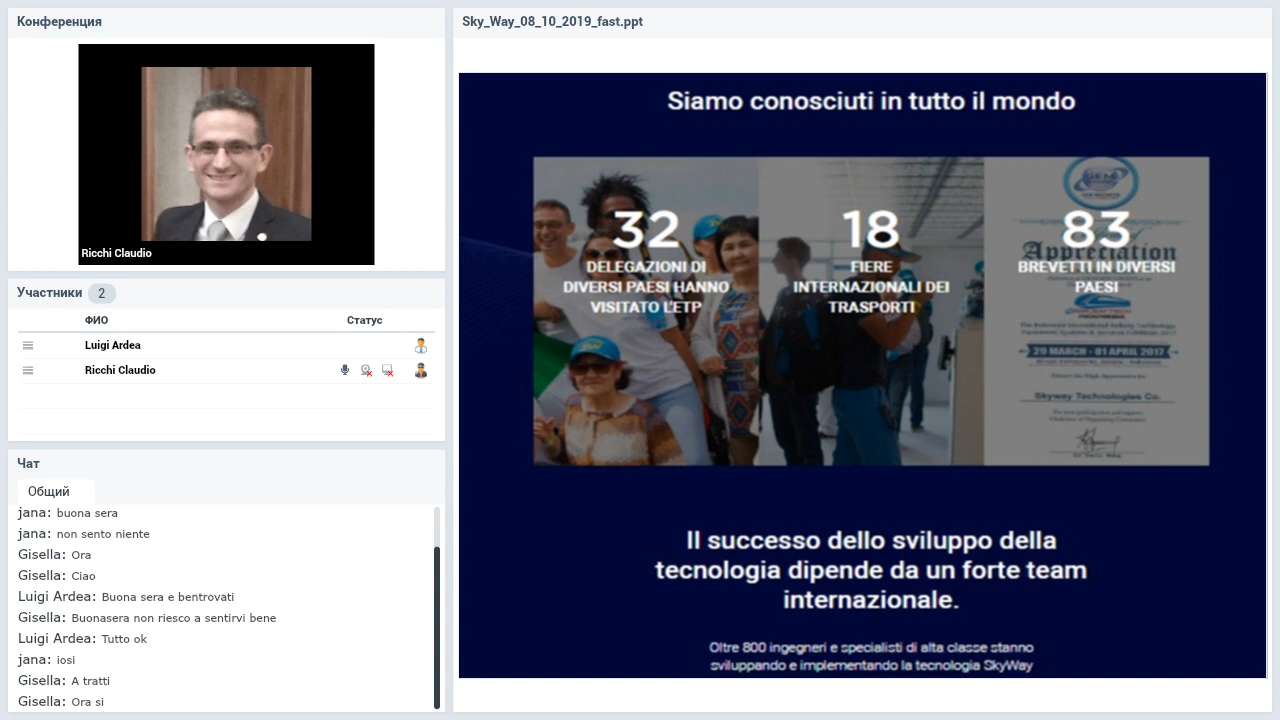 Конференция
Ricchi Claudio
Участники 2
ФИО Статус
Luigi Ardea
Ricchi Claudio
Чат
Общий
jana: buona sera
jana: non sento niente
Gisella: Ora
Gisella: Ciao
Luigi Ardea: Buona sera e bentrovati
Gisella: Buonasera non riesco a sentirvi bene
Luigi Ardea: Tutto ok
jana: iosi
Gisella: A tratti
Gisella: Ora si
Sky_Way_08_10_2019_fast.ppt
Siamo conosciuti in tutto il mondo
32
DELEGAZIONI DI
DIVERSI PAESI HANNO
VISITATO L'ETP
18
FIERE
INTERNAZIONALI DEI
TRASPORTI
83
BREVETTI IN DIVERSI
PAESI
Appreciation
29 MARCH - 01 APRIL 2017
Skyway Technologies Co.
Il successo dello sviluppo della
tecnologia dipende da un forte team
internazionale.
Oltre 800 ingegneri e specialisti di alta classe stanno
sviluppando e implementando la tecnologia SkyWay